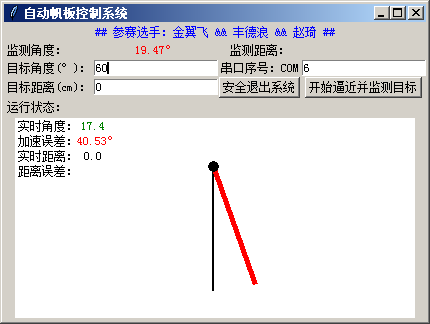 自动帆板控制系统
## 参赛选手: 金翼飞 && 丰德浪 && 赵琦 ##
监测角度: 19.47° 监测距离:
目标角度(°): 60 串口序号: COM 6
目标距离(cm): 0 安全退出系统 开始逼近并监测目标
运行状态:
实时角度: 17.4
加速误差: 40.53°
实时距离: 0.0
距离误差: